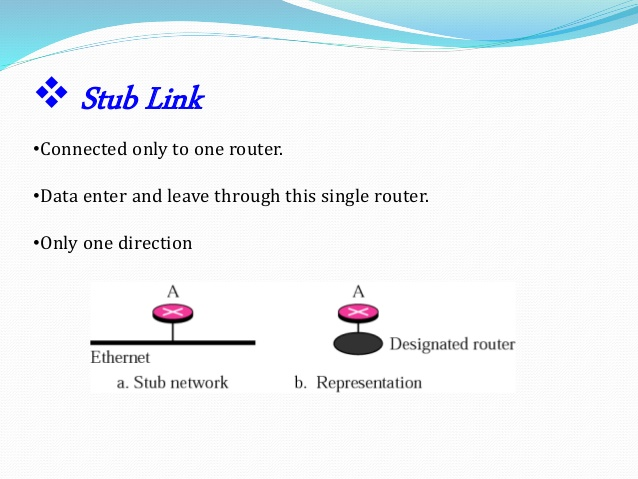 ❖ Stub Link
•Connected only to one router.
•Data enter and leave through this single router.
•Only one direction
A
Ethernet
a. Stub network
A
Designated router
b. Representation